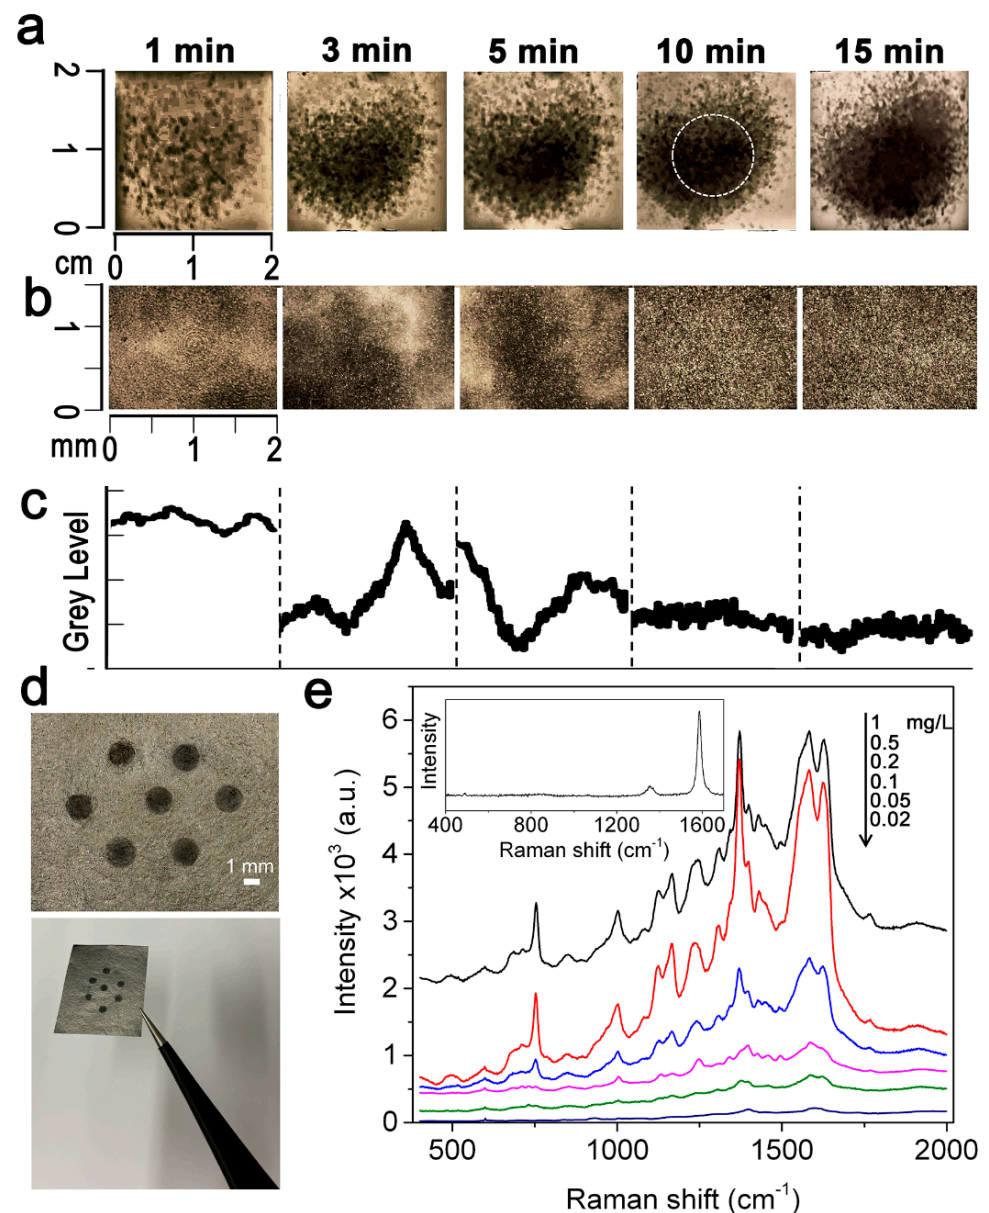 a
1 min 3 min 5 min 10 min 15 min
2
1
0
cm 0 1 2
b
1
0
mm 0 1 2
c
Grey Level
d
1 mm
e
Intensity x10³ (a.u.)
6
5
4
3
2
1
0
500 1000 1500 2000
Raman shift (cm⁻¹)
Intensity
400 800 1200 1600
Raman shift (cm⁻¹)
1 mg/L
0.5
0.2
0.1
0.05
0.02